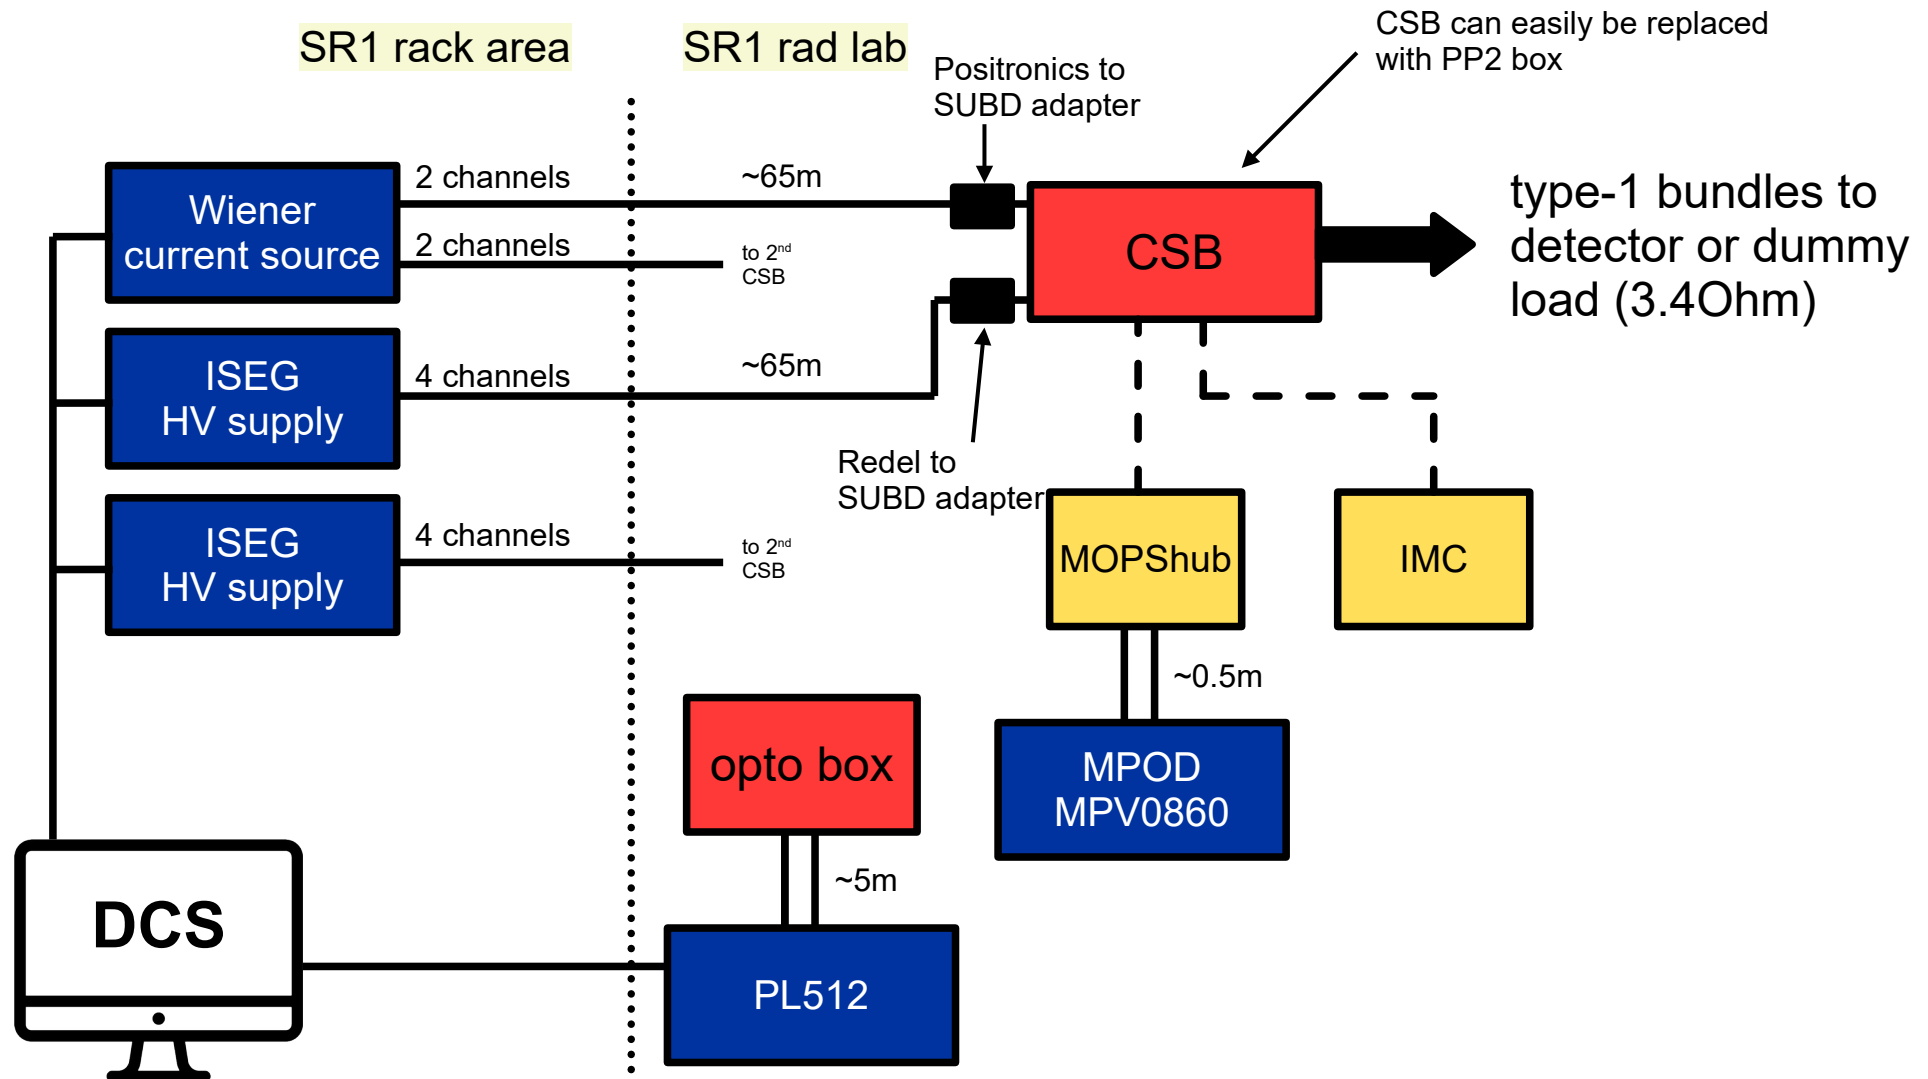 SR1 rack area
SR1 rad lab
CSB can easily be replaced
with PP2 box
Positronics to
SUBD adapter
Wiener
current source
2 channels
~65m
2 channels
to 2nd
CSB
CSB
type-1 bundles to
detector or dummy
load (3.4Ohm)
ISEG
HV supply
4 channels
~65m
Redel to
SUBD adapter
ISEG
HV supply
4 channels
to 2nd
CSB
MOPShub
IMC
~0.5m
opto box
MPOD
MPV0860
~5m
DCS
PL512